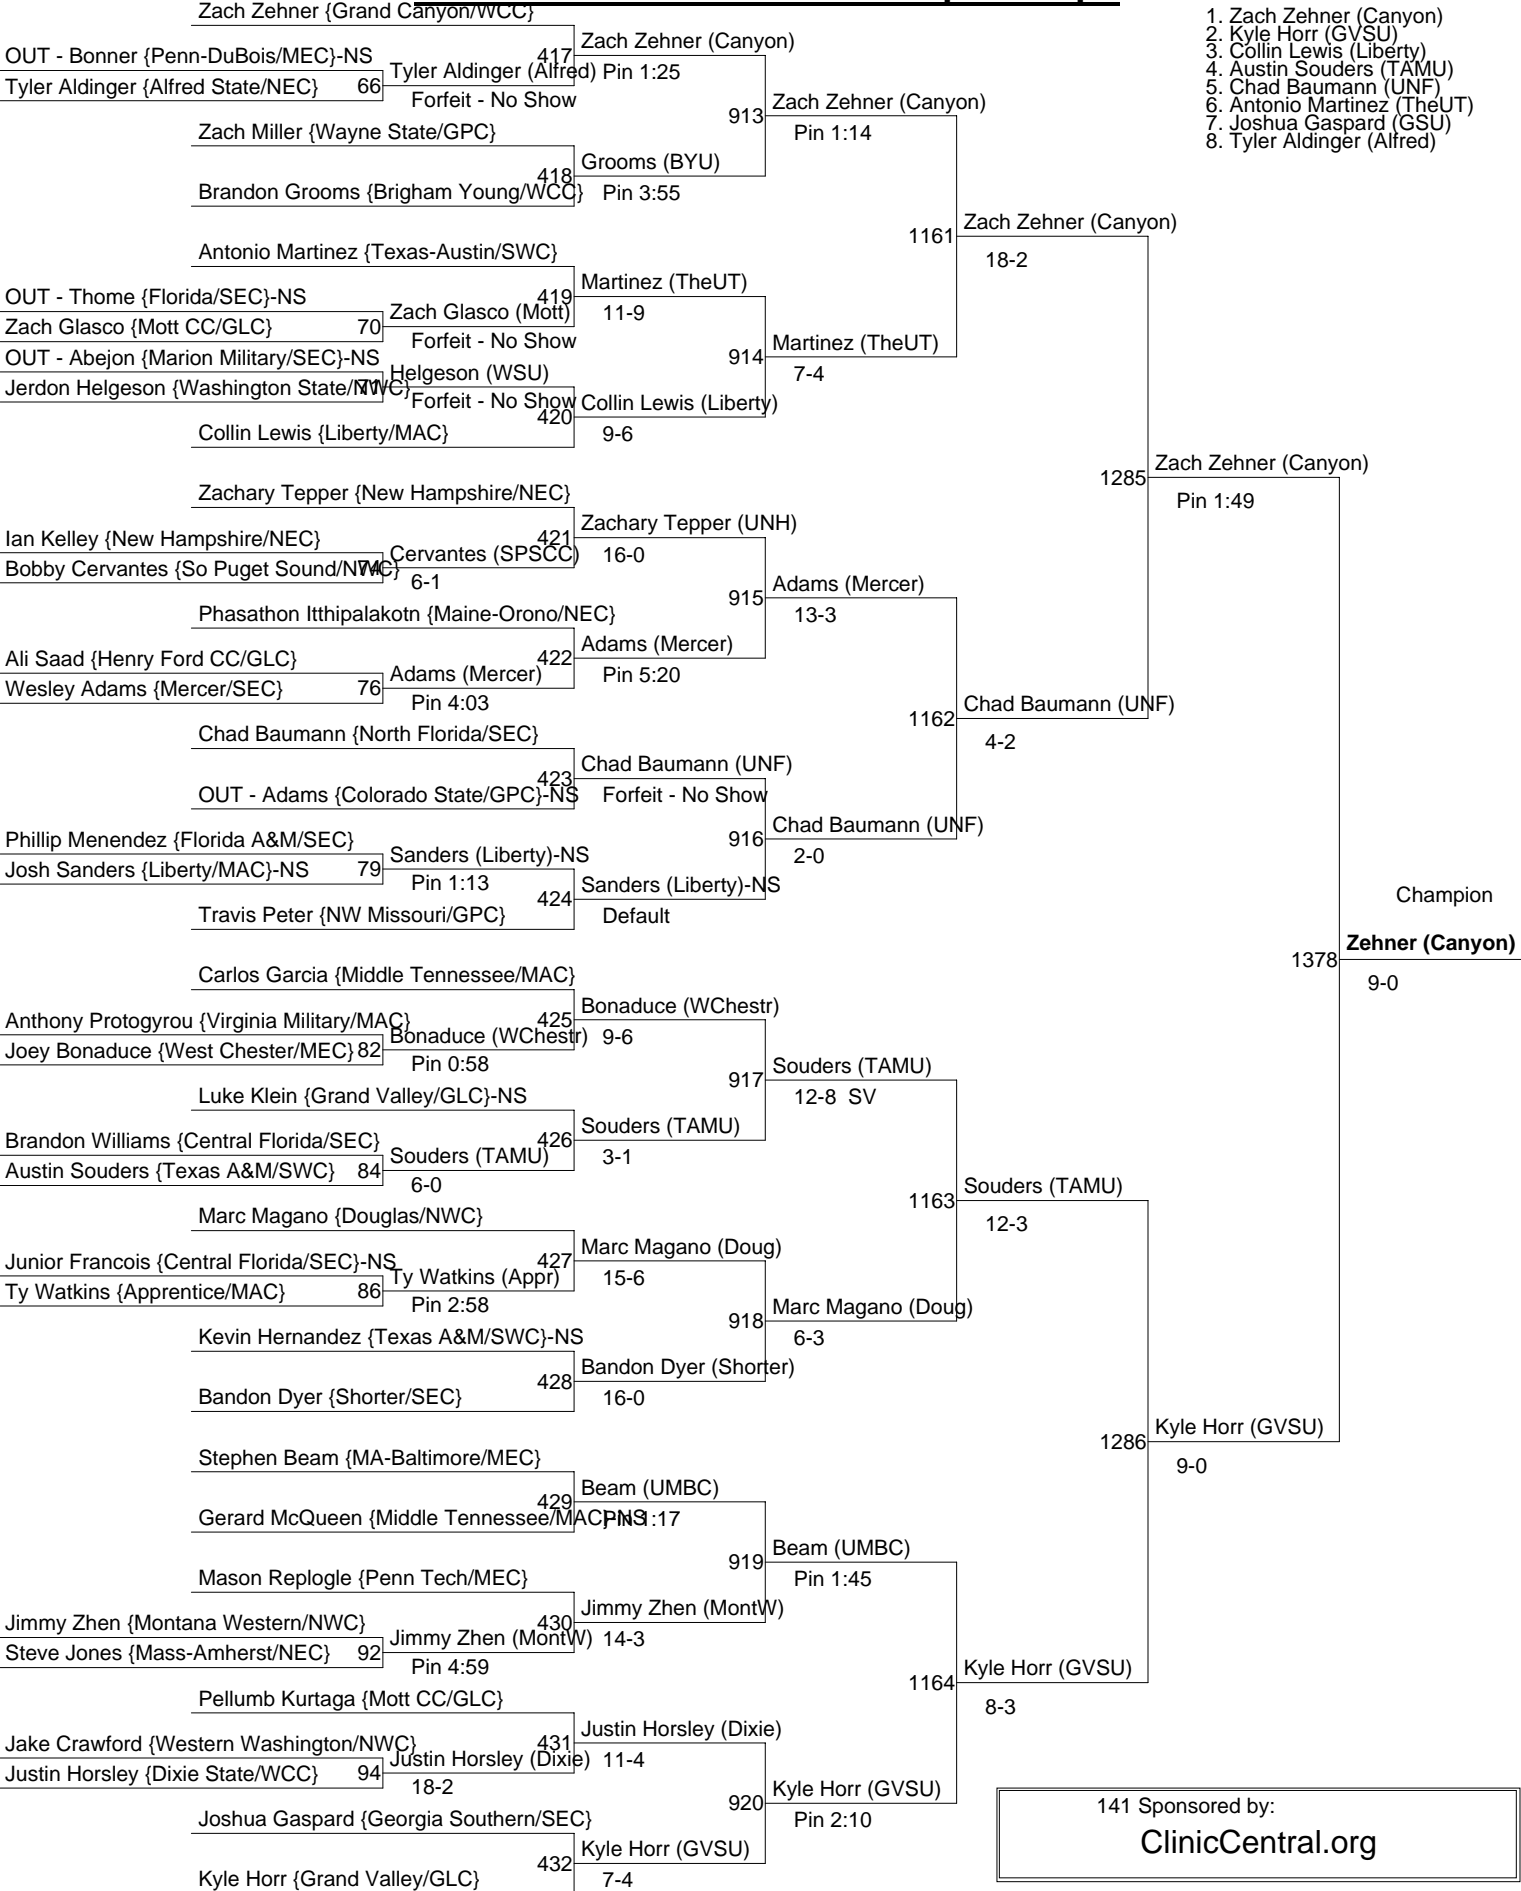 Zach Zehner {Grand Canyon/WCC}
OUT - Bonner {Penn-DuBois/MEC}-NS
Tyler Aldinger {Alfred State/NEC} 66
Tyler Aldinger (Alfred)
Forfeit - No Show
417
Zach Zehner (Canyon)
Pin 1:25
Zach Miller {Wayne State/GPC}
Brandon Grooms {Brigham Young/WCC}
418
Grooms (BYU)
Pin 3:55
913
Zach Zehner (Canyon)
Pin 1:14
Antonio Martinez {Texas-Austin/SWC}
OUT - Thome {Florida/SEC}-NS
Zach Glasco {Mott CC/GLC} 70
Zach Glasco (Mott)
Forfeit - No Show
419
Martinez (TheUT)
11-9
OUT - Abejon {Marion Military/SEC}-NS
Jerdon Helgeson {Washington State/NWC} 71
Helgeson (WSU)
Forfeit - No Show
Collin Lewis {Liberty/MAC}
420
Collin Lewis (Liberty)
9-6
914
Martinez (TheUT)
7-4
1161
Zach Zehner (Canyon)
18-2
Zachary Tepper {New Hampshire/NEC}
Ian Kelley {New Hampshire/NEC}
Bobby Cervantes {So Puget Sound/NWC} 74
Cervantes (SPSCC)
6-1
421
Zachary Tepper (UNH)
16-0
Phasathon Itthipalakotn {Maine-Orono/NEC}
Ali Saad {Henry Ford CC/GLC}
Wesley Adams {Mercer/SEC} 76
Adams (Mercer)
Pin 4:03
422
Adams (Mercer)
Pin 5:20
915
Adams (Mercer)
13-3
Chad Baumann {North Florida/SEC}
OUT - Adams {Colorado State/GPC}-NS
423
Chad Baumann (UNF)
Forfeit - No Show
Phillip Menendez {Florida A&M/SEC}
Josh Sanders {Liberty/MAC}-NS 79
Sanders (Liberty)-NS
Pin 1:13
Travis Peter {NW Missouri/GPC}
424
Sanders (Liberty)-NS
Default
916
Chad Baumann (UNF)
2-0
1162
Chad Baumann (UNF)
4-2
1285
Zach Zehner (Canyon)
Pin 1:49
Carlos Garcia {Middle Tennessee/MAC}
Anthony Protogyrou {Virginia Military/MAC}
Joey Bonaduce {West Chester/MEC} 82
Bonaduce (WChestr)
Pin 0:58
425
Bonaduce (WChestr)
9-6
Luke Klein {Grand Valley/GLC}-NS
Brandon Williams {Central Florida/SEC}
Austin Souders {Texas A&M/SWC} 84
Souders (TAMU)
6-0
426
Souders (TAMU)
3-1
917
Souders (TAMU)
12-8 SV
Marc Magano {Douglas/NWC}
Junior Francois {Central Florida/SEC}-NS
Ty Watkins {Apprentice/MAC} 86
Ty Watkins (Appr)
Pin 2:58
427
Marc Magano (Doug)
15-6
Kevin Hernandez {Texas A&M/SWC}-NS
Bandon Dyer {Shorter/SEC}
428
Bandon Dyer (Shorter)
16-0
918
Marc Magano (Doug)
6-3
1163
Souders (TAMU)
12-3
Stephen Beam {MA-Baltimore/MEC}
Gerard McQueen {Middle Tennessee/MAC}-NS
429
Beam (UMBC)
Pin 1:17
Mason Replogle {Penn Tech/MEC}
Jimmy Zhen {Montana Western/NWC}
Steve Jones {Mass-Amherst/NEC} 92
Jimmy Zhen (MontW)
Pin 4:59
430
Jimmy Zhen (MontW)
14-3
919
Beam (UMBC)
Pin 1:45
Pellumb Kurtaga {Mott CC/GLC}
Jake Crawford {Western Washington/NWC}
Justin Horsley {Dixie State/WCC} 94
Justin Horsley (Dixie)
18-2
431
Justin Horsley (Dixie)
11-4
Joshua Gaspard {Georgia Southern/SEC}
Kyle Horr {Grand Valley/GLC}
432
Kyle Horr (GVSU)
7-4
920
Kyle Horr (GVSU)
Pin 2:10
1164
Kyle Horr (GVSU)
8-3
1286
Kyle Horr (GVSU)
9-0
1378
Champion
Zehner (Canyon)
9-0
1. Zach Zehner (Canyon)
2. Kyle Horr (GVSU)
3. Collin Lewis (Liberty)
4. Austin Souders (TAMU)
5. Chad Baumann (UNF)
6. Antonio Martinez (TheUT)
7. Joshua Gaspard (GSU)
8. Tyler Aldinger (Alfred)
141 Sponsored by:
ClinicCentral.org